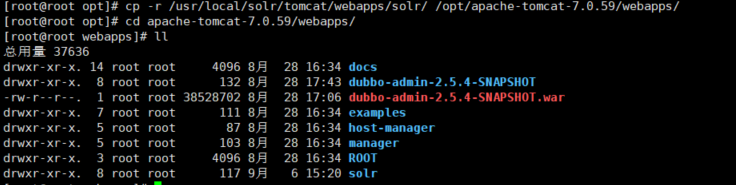 [root@root opt]# cp -r /usr/local/solr/tomcat/webapps/solr/ /opt/apache-tomcat-7.0.59/webapps/
[root@root opt]# cd apache-tomcat-7.0.59/webapps/
[root@root webapps]# ll
总用量 37636
drwxr-xr-x. 14 root root 4096 8月 28 16:34 docs
drwxr-xr-x. 8 root root 132 8月 28 17:43 dubbo-admin-2.5.4-SNAPSHOT
-rw-r--r--. 1 root root 38528702 8月 28 17:06 dubbo-admin-2.5.4-SNAPSHOT.war
drwxr-xr-x. 7 root root 111 8月 28 16:34 examples
drwxr-xr-x. 5 root root 87 8月 28 16:34 host-manager
drwxr-xr-x. 5 root root 103 8月 28 16:34 manager
drwxr-xr-x. 3 root root 4096 8月 28 16:34 ROOT
drwxr-xr-x. 8 root root 117 9月 6 15:20 solr
[root@root webapps]#